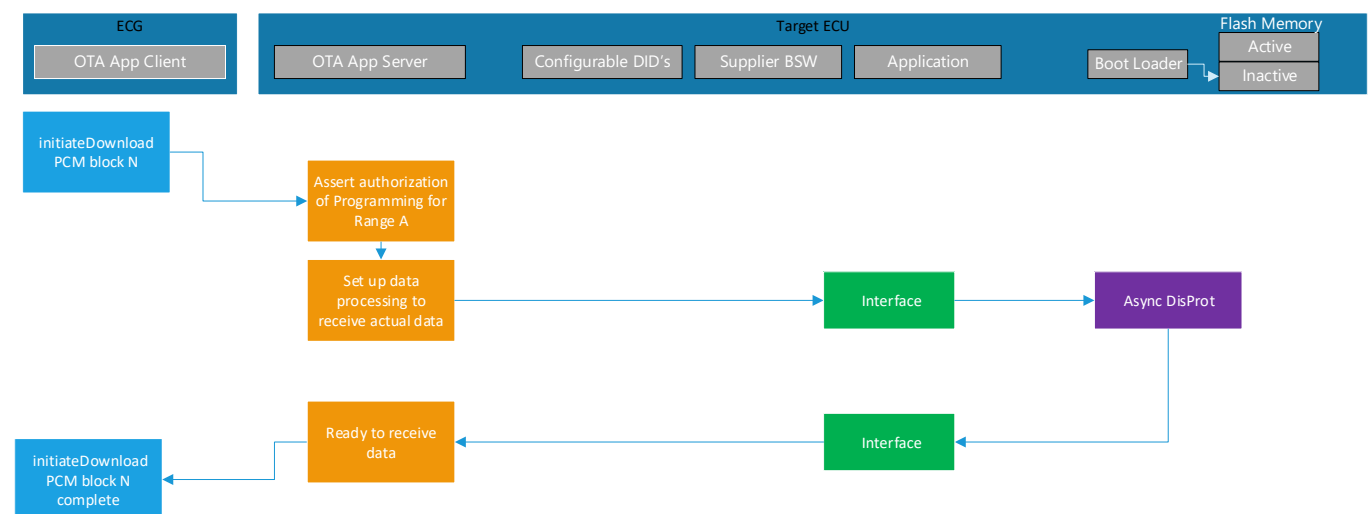 ECG
Target ECU
Flash Memory
OTA App Client
OTA App Server
Configurable DID's
Supplier BSW
Application
Boot Loader
Active
Inactive
initiateDownload
PCM block N
Assert authorization
of Programming for
Range A
Set up data
processing to
receive actual data
Interface
Async DisProt
Ready to receive
data
Interface
initiateDownload
PCM block N
complete